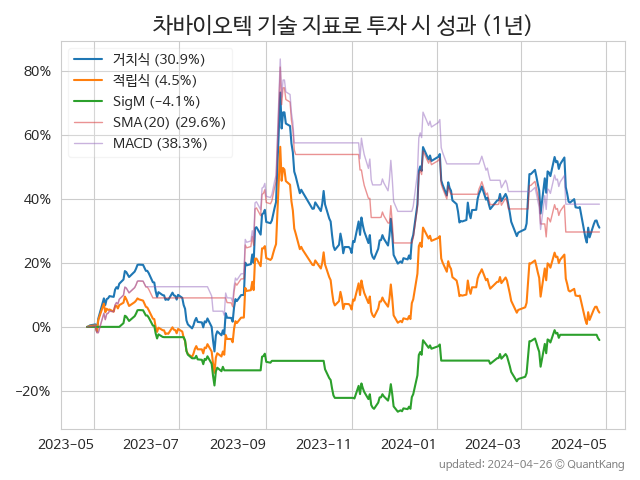 차바이오텍 기술 지표로 투자 시 성과 (1년)
거치식 (30.9%)
적립식 (4.5%)
SigM (−4.1%)
SMA(20) (29.6%)
MACD (38.3%)
80%
60%
40%
20%
0%
−20%
2023-05 2023-07 2023-09 2023-11 2024-01 2024-03 2024-05
updated: 2024-04-26 © QuantKang